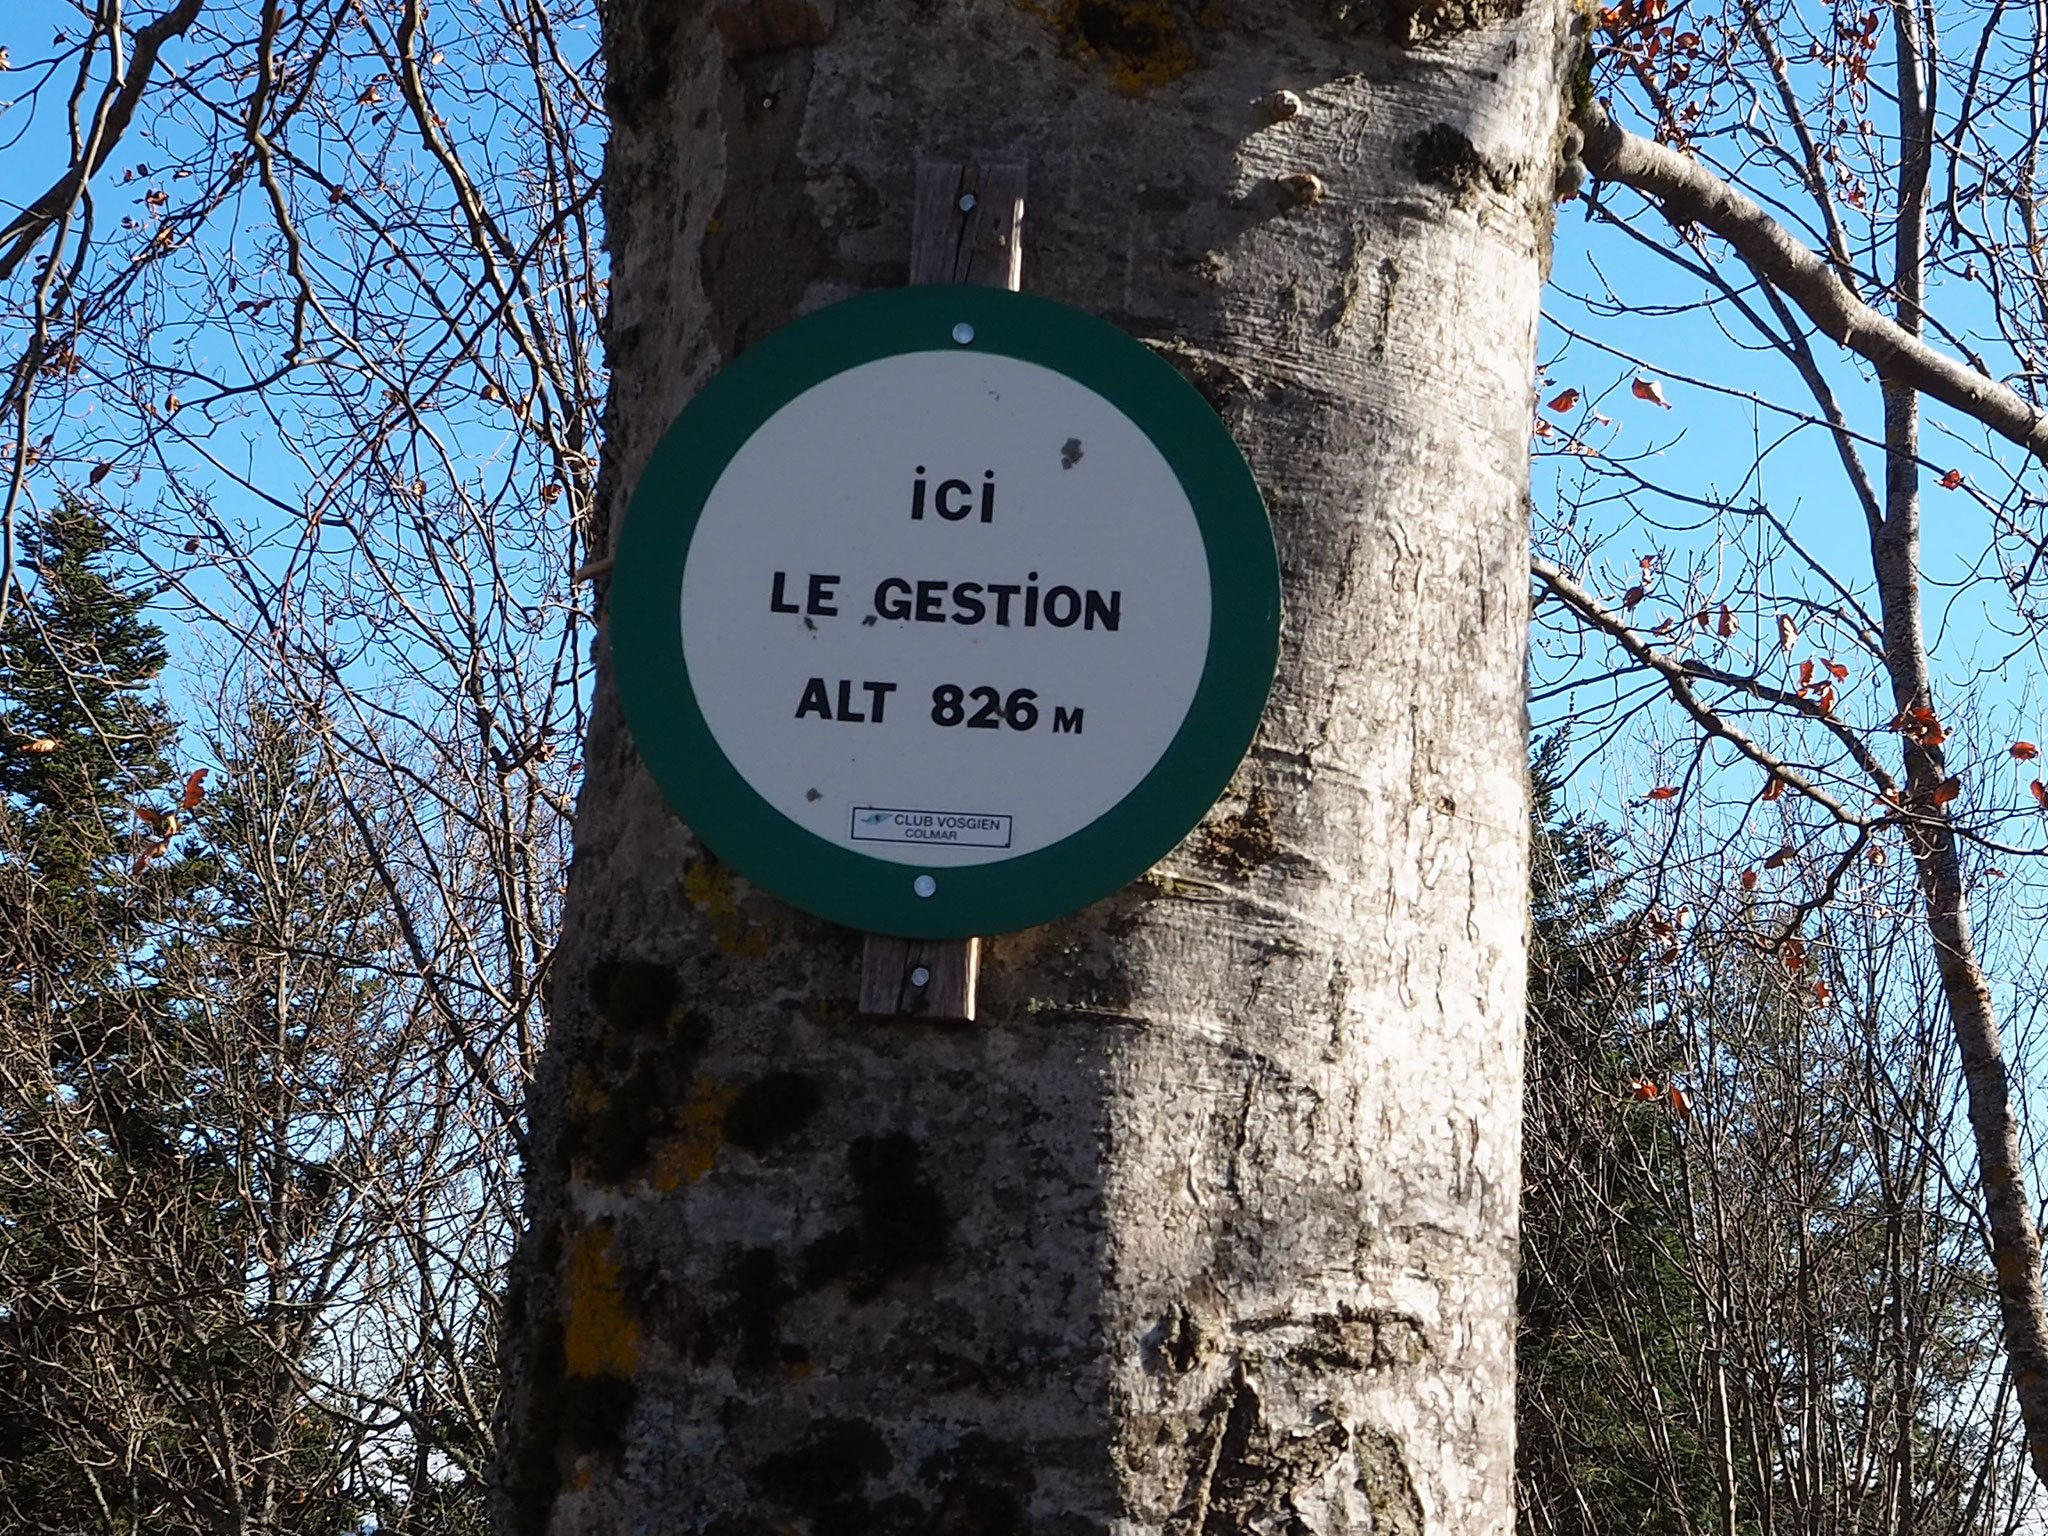 ici
LE GESTiON
ALT 826 M
CLUB VOSGIEN
COLMAR